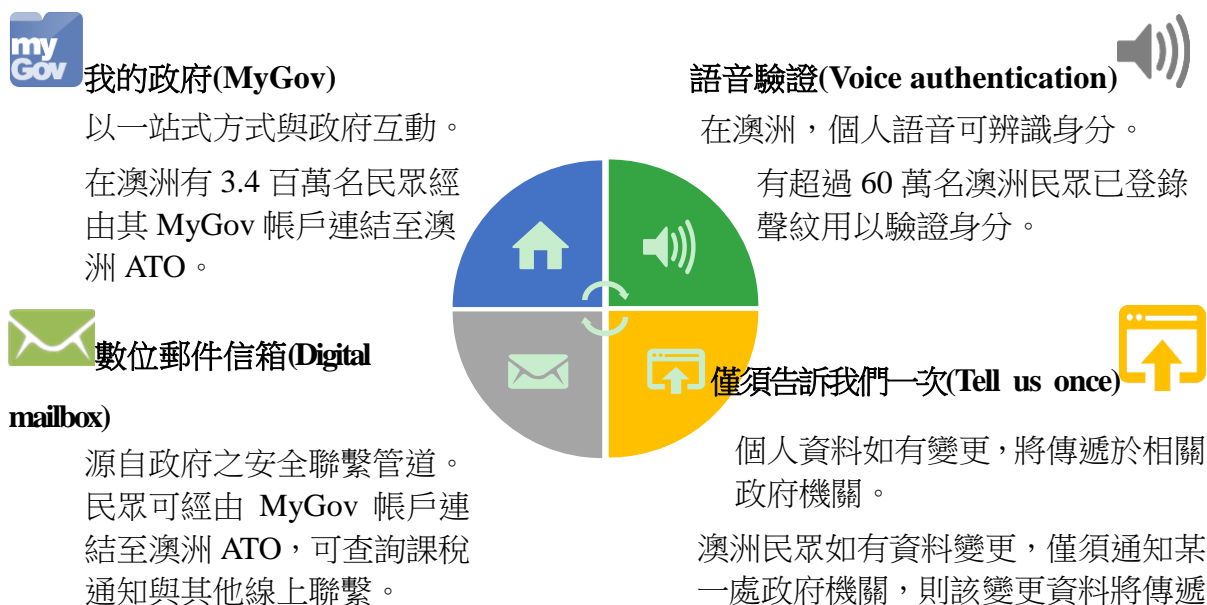 my
Gov
我的政府(MyGov)
以一站式方式與政府互動。
在澳洲有 3.4 百萬名民眾經
由其 MyGov 帳戶連結至澳
洲 ATO。
語音驗證(Voice authentication)
在澳洲，個人語音可辨識身分。
有超過 60 萬名澳洲民眾已登錄
聲紋用以驗證身分。
數位郵件信箱(Digital
mailbox)
源自政府之安全聯繫管道。
民眾可經由 MyGov 帳戶連
結至澳洲 ATO，可查詢課稅
通知與其他線上聯繫。
僅須告訴我們一次(Tell us once)
個人資料如有變更，將傳遞於相關
政府機關。
澳洲民眾如有資料變更，僅須通知某
一處政府機關，則該變更資料將傳遞